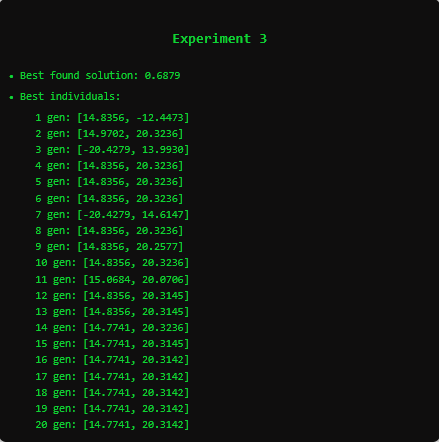 Experiment 3
• Best found solution: 0.6879
• Best individuals:
1 gen: [14.8356, -12.4473]
2 gen: [14.9702, 20.3236]
3 gen: [-20.4279, 13.9930]
4 gen: [14.8356, 20.3236]
5 gen: [14.8356, 20.3236]
6 gen: [14.8356, 20.3236]
7 gen: [-20.4279, 14.6147]
8 gen: [14.8356, 20.3236]
9 gen: [14.8356, 20.2577]
10 gen: [14.8356, 20.3236]
11 gen: [15.0684, 20.0706]
12 gen: [14.8356, 20.3145]
13 gen: [14.8356, 20.3145]
14 gen: [14.7741, 20.3236]
15 gen: [14.7741, 20.3145]
16 gen: [14.7741, 20.3142]
17 gen: [14.7741, 20.3142]
18 gen: [14.7741, 20.3142]
19 gen: [14.7741, 20.3142]
20 gen: [14.7741, 20.3142]